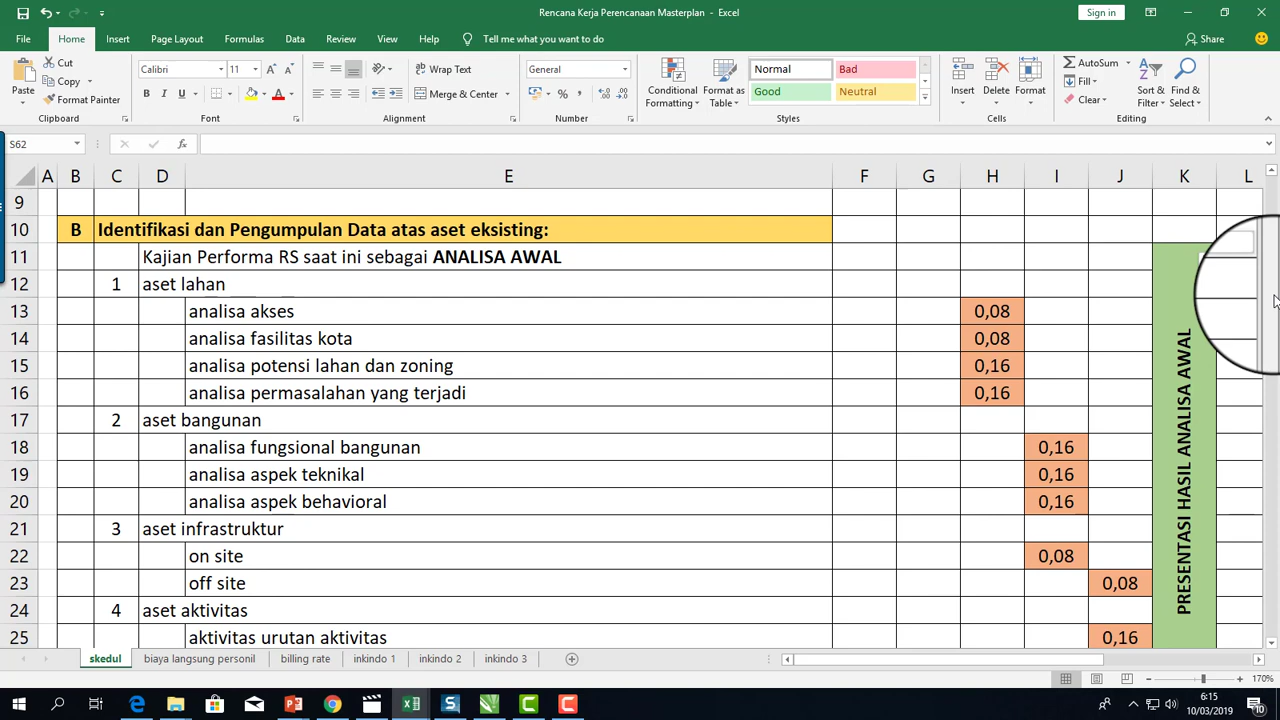 Rencana Kerja Perencanaan Masterplan - Excel
Sign in
File Home Insert Page Layout Formulas Data Review View Help Tell me what you want to do Share
Paste
Cut
Copy
Format Painter
Clipboard
Calibri 11
B I U
Font
Wrap Text
Merge & Center
Alignment
General
Number
Conditional Formatting
Format as Table
Normal Bad
Good Neutral
Styles
Insert Delete Format
Cells
AutoSum
Fill
Clear
Sort & Filter
Find & Select
Editing
S62
fx
A B C D E F G H I J K L
9
10 B Identifikasi dan Pengumpulan Data atas aset eksisting:
11 Kajian Performa RS saat ini sebagai ANALISA AWAL
12 1 aset lahan
13 analisa akses 0,08
14 analisa fasilitas kota 0,08
15 analisa potensi lahan dan zoning 0,16
16 analisa permasalahan yang terjadi 0,16
17 2 aset bangunan
18 analisa fungsional bangunan 0,16
19 analisa aspek teknikal 0,16
20 analisa aspek behavioral 0,16
21 3 aset infrastruktur
22 on site 0,08
23 off site 0,08
24 4 aset aktivitas
25 aktivitas urutan aktivitas 0,16
PRESENTASI HASIL ANALISA AWAL
skedul biaya langsung personil billing rate inkindo 1 inkindo 2 inkindo 3
170%
6:15
10/03/2019
10